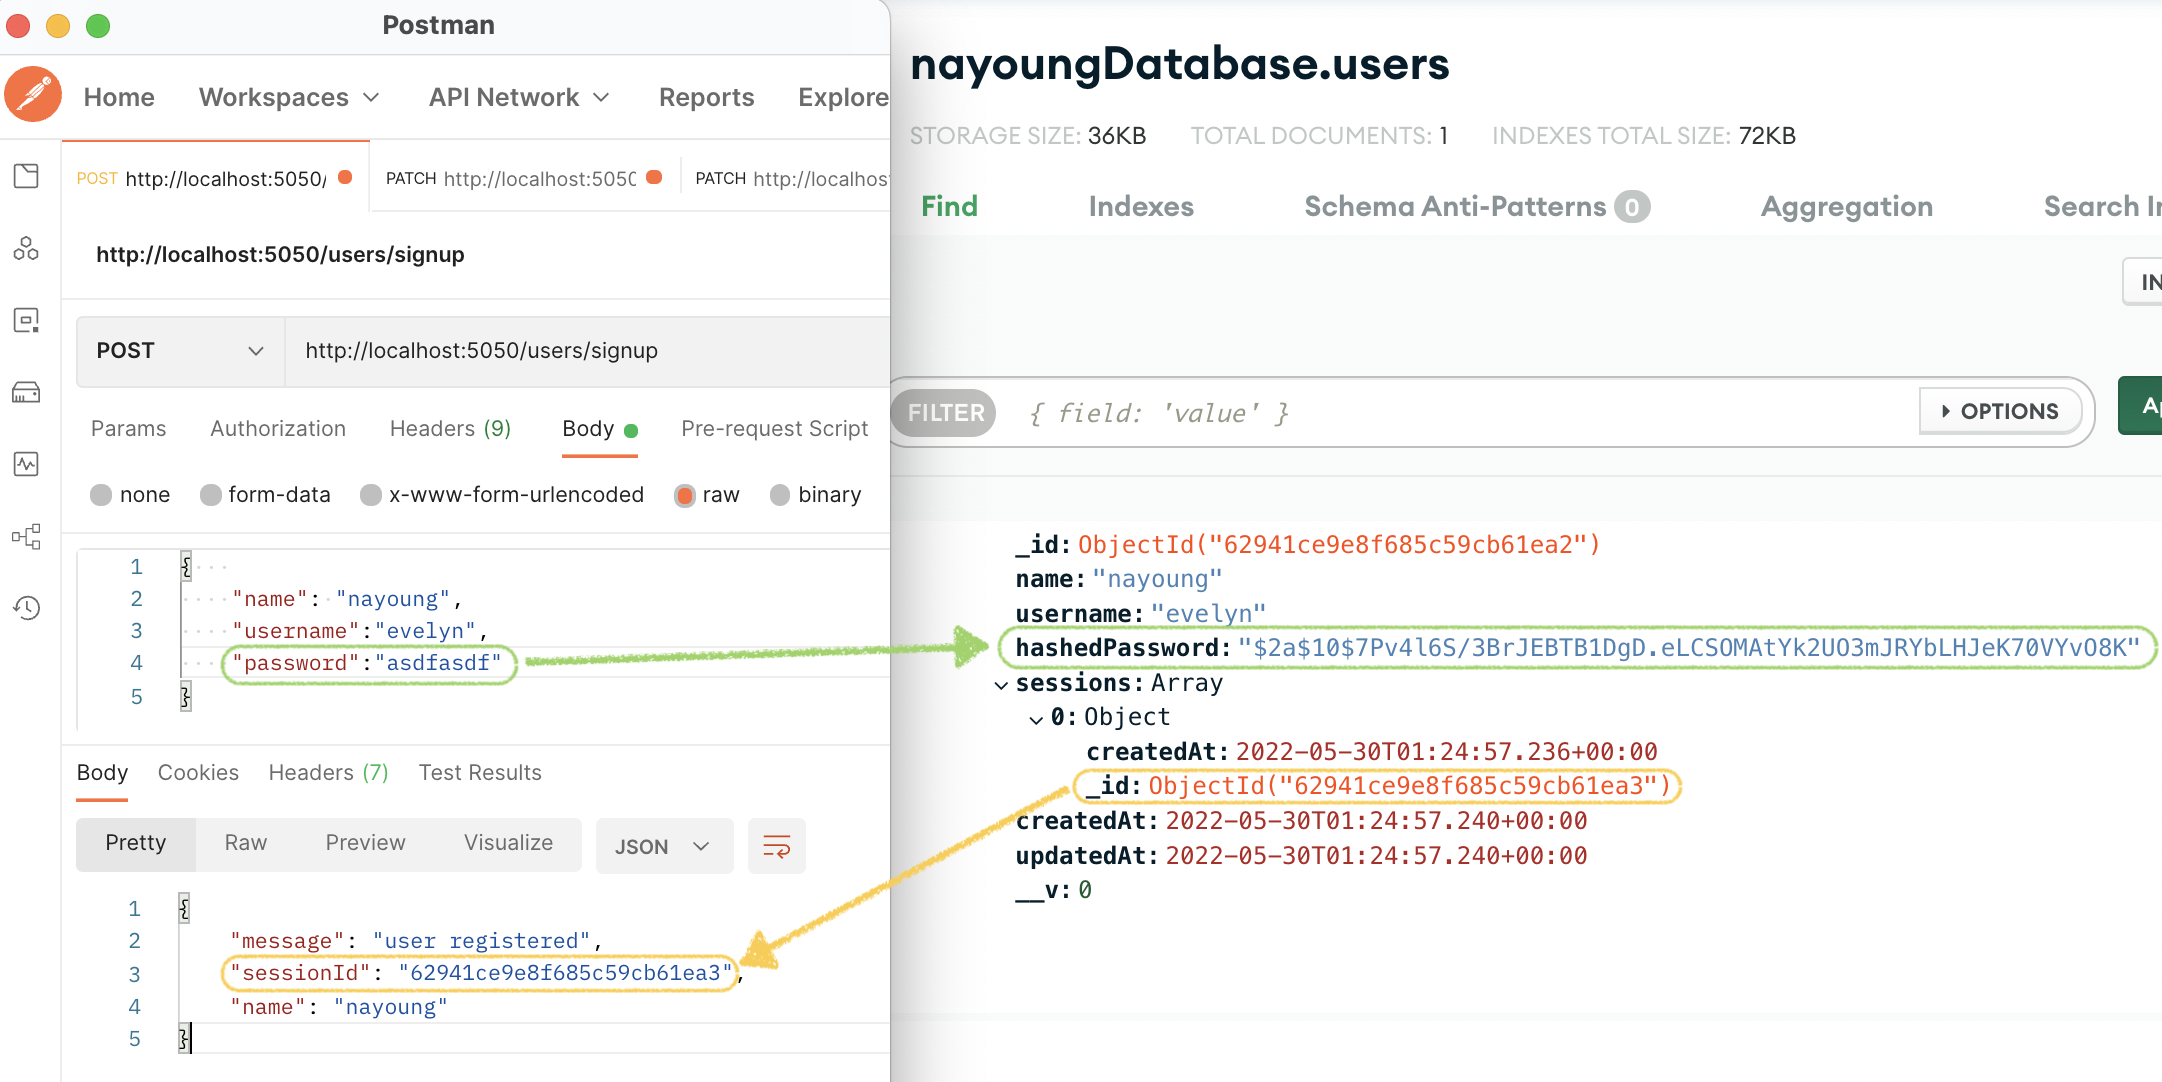 Postman
Home Workspaces API Network Reports Explore
POST http://localhost:5050/ PATCH http://localhost:5050 PATCH http://localhos
http://localhost:5050/users/signup
POST http://localhost:5050/users/signup
Params Authorization Headers (9) Body Pre-request Script
none form-data x-www-form-urlencoded raw binary
1 {
2 "name": "nayoung",
3 "username":"evelyn",
4 "password":"asdfasdf"
5 }
Body Cookies Headers (7) Test Results
Pretty Raw Preview Visualize JSON
1 {
2 "message": "user registered",
3 "sessionId": "62941ce9e8f685c59cb61ea3",
4 "name": "nayoung"
5 }
nayoungDatabase.users
STORAGE SIZE: 36KB TOTAL DOCUMENTS: 1 INDEXES TOTAL SIZE: 72KB
Find Indexes Schema Anti-Patterns 0 Aggregation Search In
IN
FILTER { field: 'value' } OPTIONS Ap
_id: ObjectId("62941ce9e8f685c59cb61ea2")
name: "nayoung"
username: "evelyn"
hashedPassword: "$2a$10$7Pv4l6S/3BrJEBTB1DgD.eLCSOMAtYk2UO3mJRYbLHJeK70VYvO8K"
sessions: Array
0: Object
createdAt: 2022-05-30T01:24:57.236+00:00
_id: ObjectId("62941ce9e8f685c59cb61ea3")
createdAt: 2022-05-30T01:24:57.240+00:00
updatedAt: 2022-05-30T01:24:57.240+00:00
__v: 0